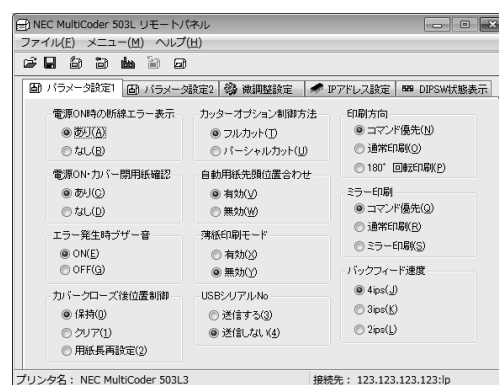 NEC MultiCoder 503L リモートパネル
ファイル(F) メニュー(M) ヘルプ(H)
パラメータ設定1 パラメータ設定2 微調整設定 IPアドレス設定 DIPSW状態表示
電源ON時の断線エラー表示
あり(A)
なし(B)
電源ON・カバー閉用紙確認
あり(C)
なし(D)
エラー発生時ブザー音
ON(E)
OFF(G)
カバークローズ後位置制御
保持(0)
クリア(1)
用紙長再設定(2)
カッターオプション制御方法
フルカット(T)
パーシャルカット(U)
自動用紙先頭位置合わせ
有効(V)
無効(W)
薄紙印刷モード
有効(X)
無効(Y)
USBシリアルNo
送信する(3)
送信しない(4)
印刷方向
コマンド優先(N)
通常印刷(O)
180° 回転印刷(P)
ミラー印刷
コマンド優先(Q)
通常印刷(R)
ミラー印刷(S)
バックフィード速度
4ips(J)
3ips(K)
2ips(L)
プリンタ名： NEC MultiCoder 503L3 接続先： 123.123.123.123:lp